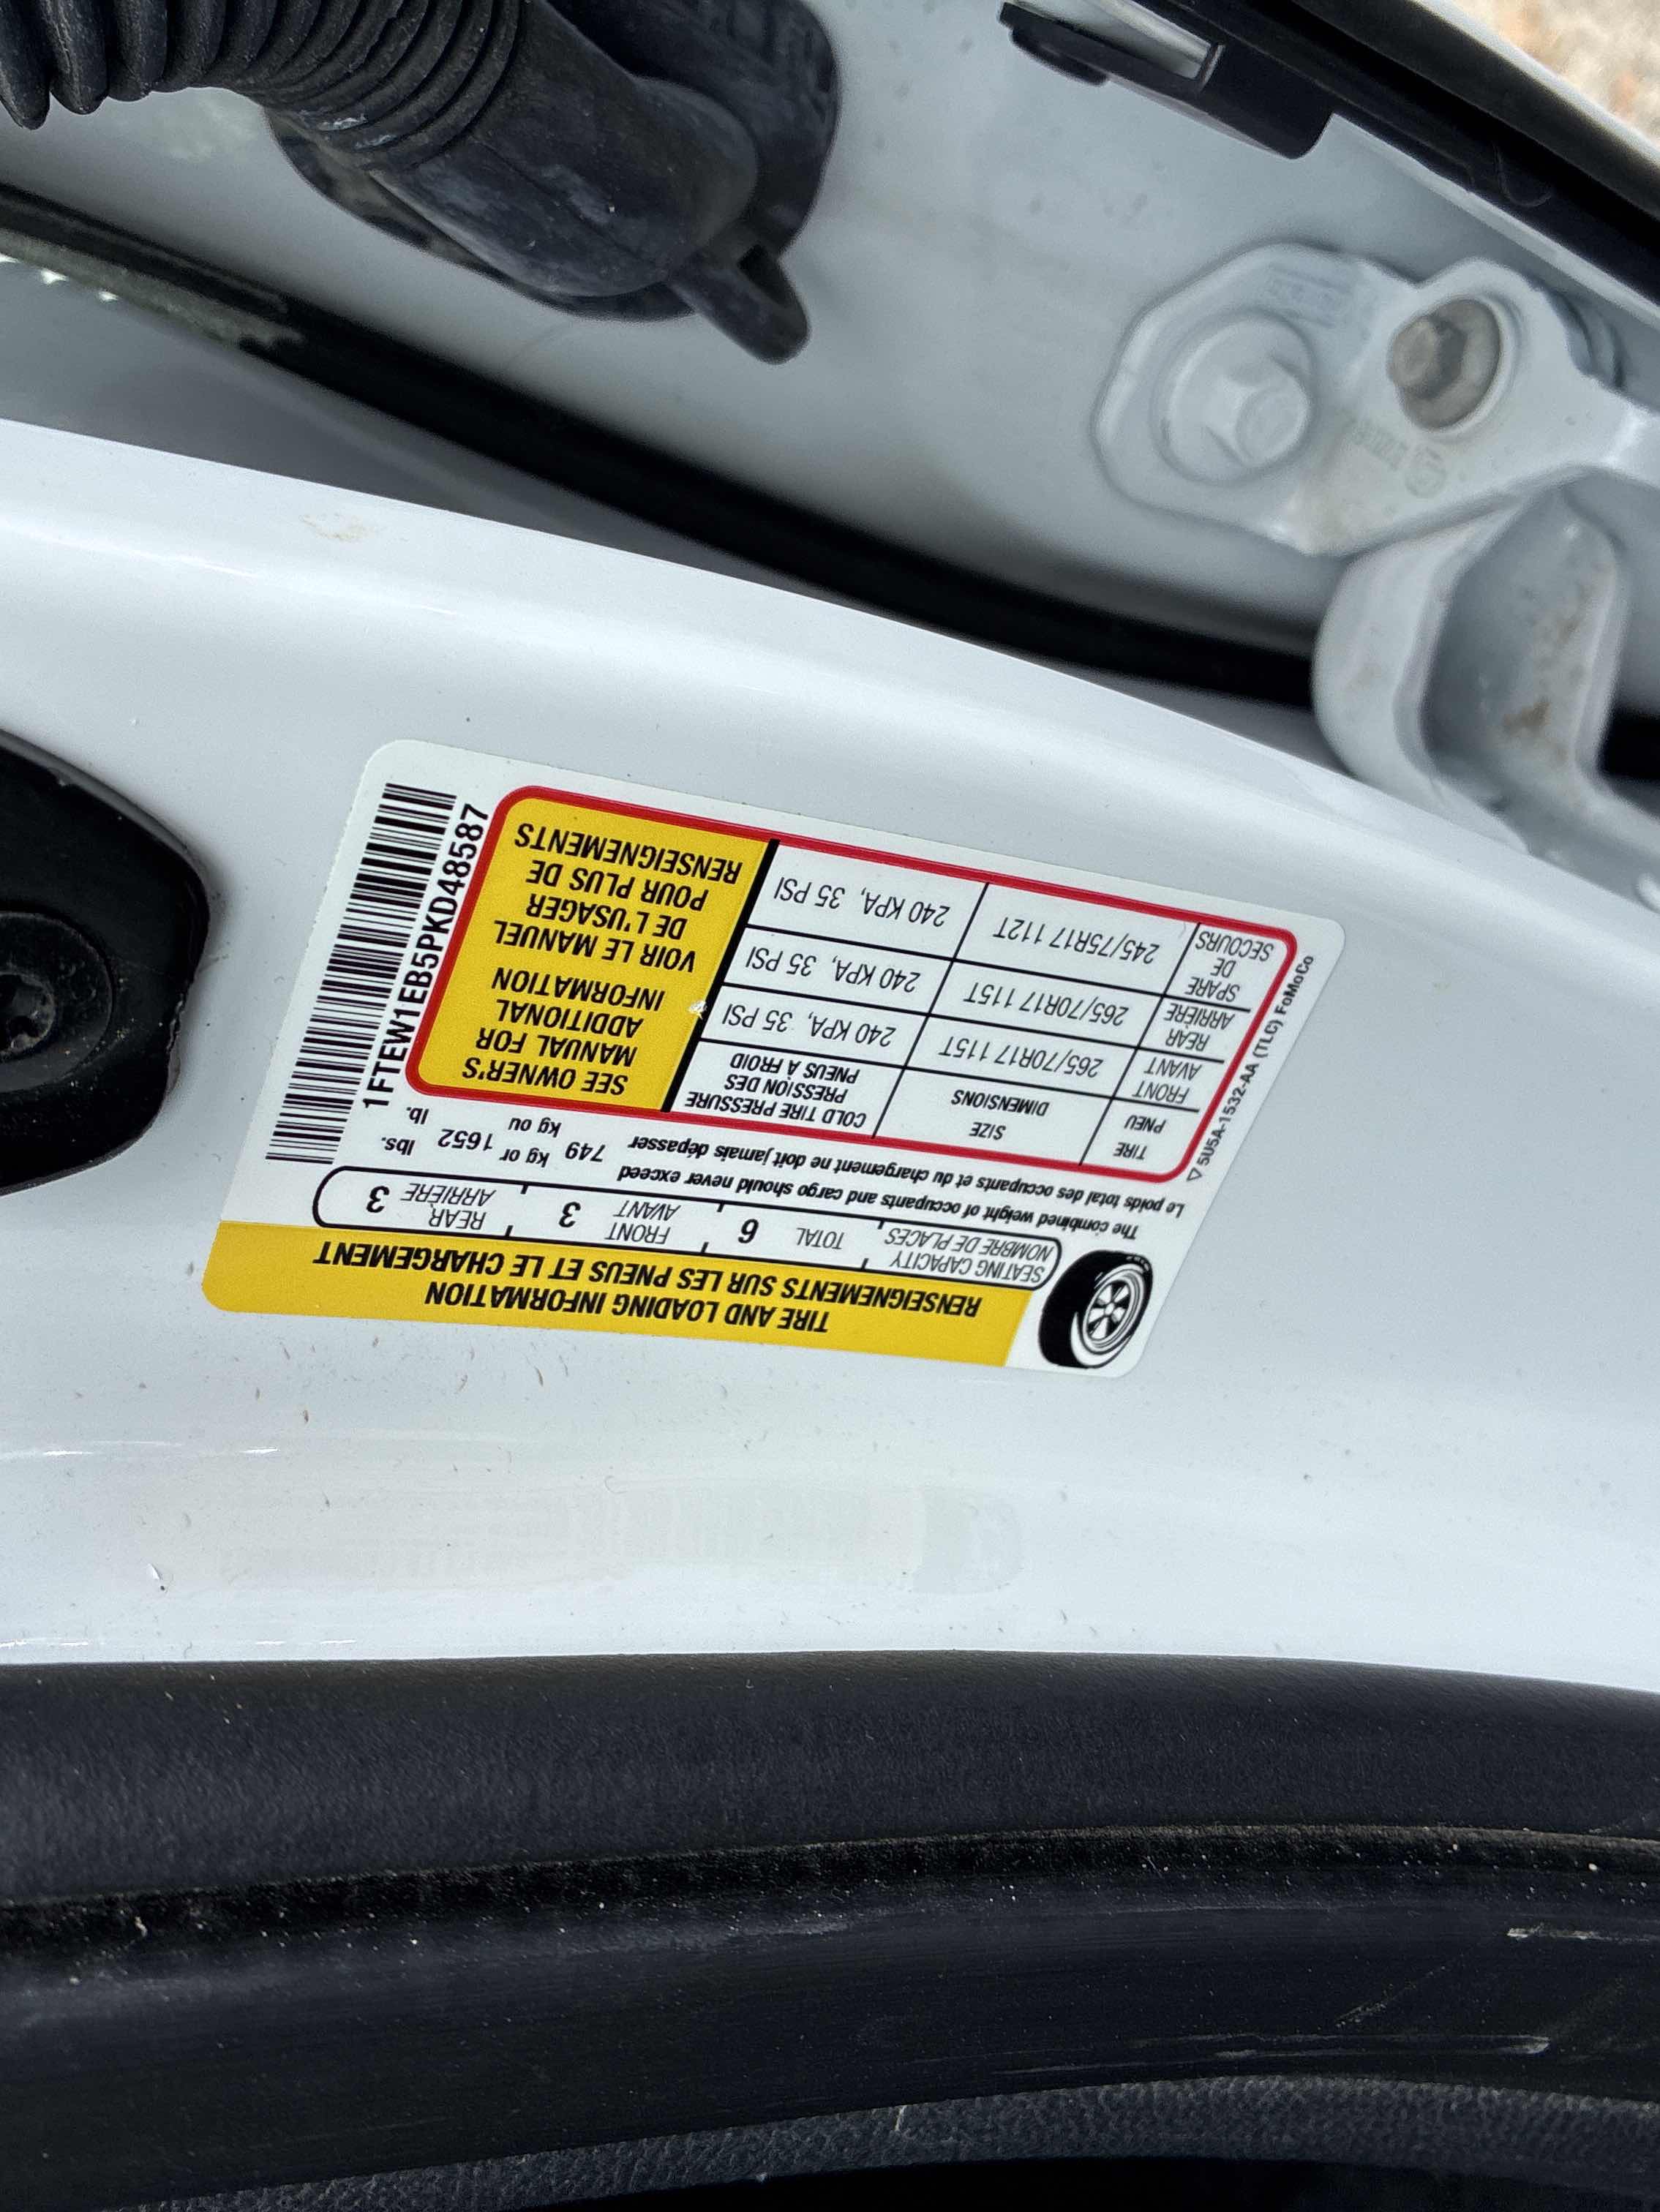 TIRE AND LOADING INFORMATION
RENSEIGNEMENTS SUR LES PNEUS ET LE CHARGEMENT
SEATING CAPACITY TOTAL 6 FRONT 3 REAR 3
NOMBRE DE PLACES AVANT ARRIÈRE
The combined weight of occupants and cargo should never exceed 749 kg or 1652 lbs.
Le poids total des occupants et du chargement ne doit jamais dépasser kg ou lb.
TIRE SIZE COLD TIRE PRESSURE
PNEU DIMENSIONS PRESSION DES
PNEUS À FROID
FRONT
AVANT 265/70R17 115T 240 KPA, 35 PSI
REAR
ARRIÈRE 265/70R17 115T 240 KPA, 35 PSI
SPARE
DE
SECOURS 245/75R17 112T 240 KPA, 35 PSI
SEE OWNER'S
MANUAL FOR
ADDITIONAL
INFORMATION
VOIR LE MANUEL
DE L'USAGER
POUR PLUS DE
RENSEIGNEMENTS
1FTEW1EB5PKD48587
5U5A-1532-AA (TLC) FoMoCo